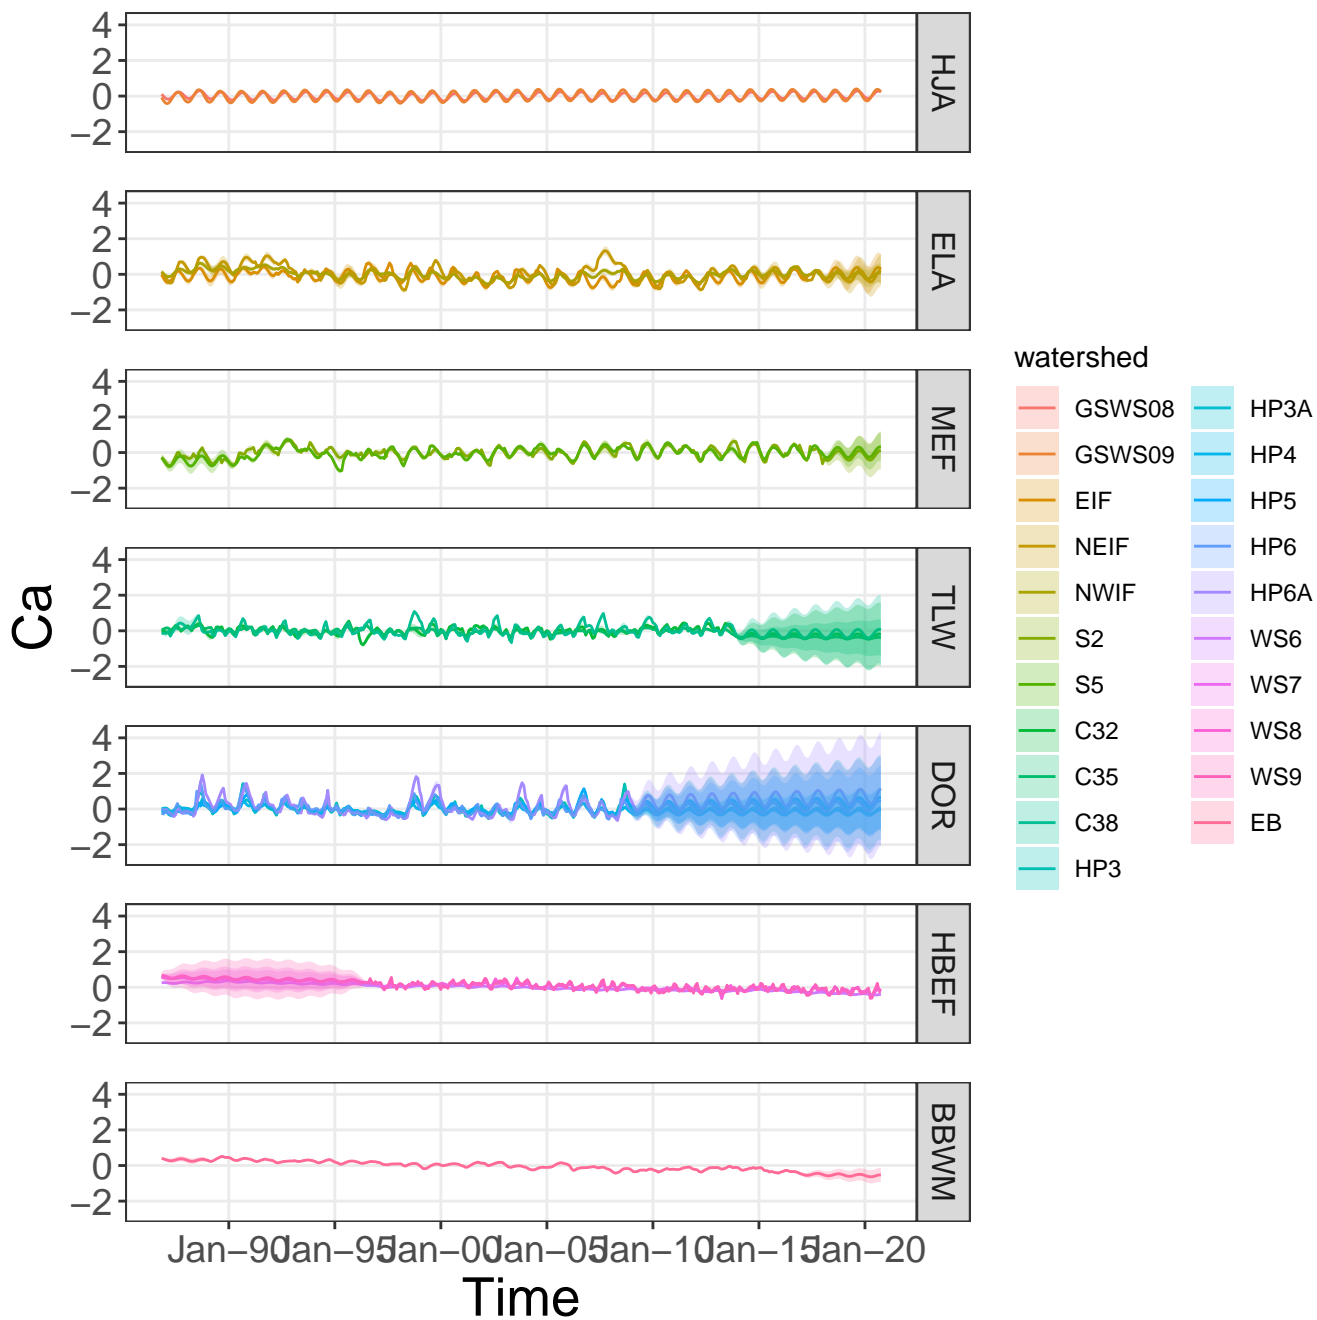 4
2
0
−2
HJA
4
2
0
−2
ELA
4
2
0
−2
MEF
4
2
0
−2
TLW
4
2
0
−2
DOR
4
2
0
−2
HBEF
4
2
0
−2
BBWM
Ca
Jan−90 Jan−95 Jan−00 Jan−05 Jan−10 Jan−15 Jan−20
Time
watershed
GSWS08
GSWS09
EIF
NEIF
NWIF
S2
S5
C32
C35
C38
HP3
HP3A
HP4
HP5
HP6
HP6A
WS6
WS7
WS8
WS9
EB